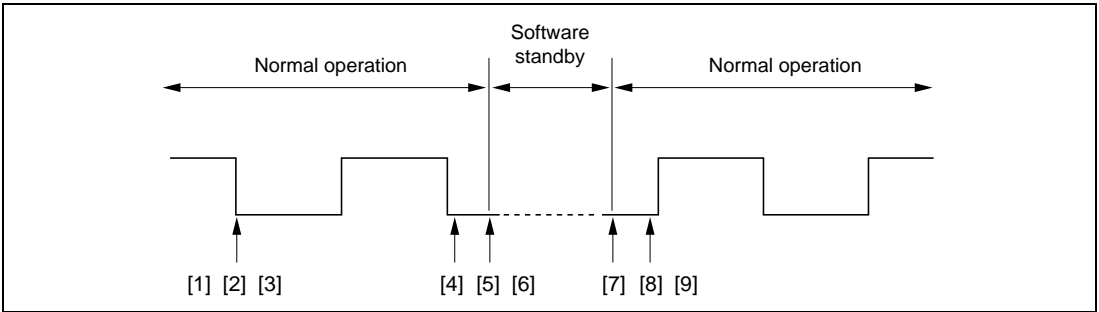 Software
standby
Normal operation
Normal operation
[1] [2] [3]
[4] [5] [6]
[7] [8] [9]